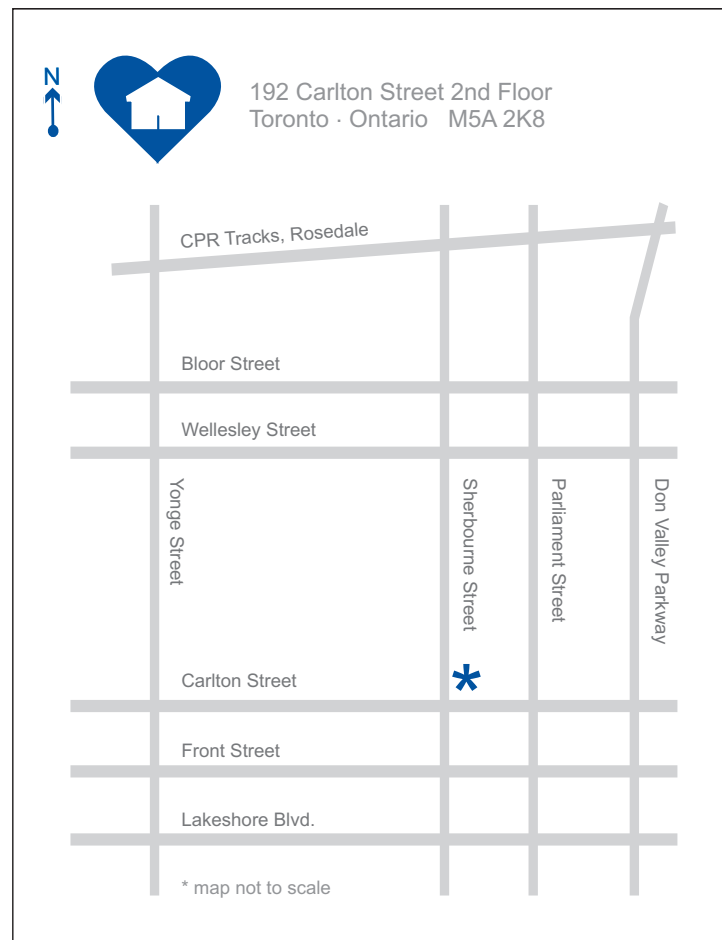 N
192 Carlton Street 2nd Floor
Toronto · Ontario M5A 2K8
CPR Tracks, Rosedale
Bloor Street
Wellesley Street
Yonge Street
Sherbourne Street
Parliament Street
Don Valley Parkway
Carlton Street
*
Front Street
Lakeshore Blvd.
* map not to scale